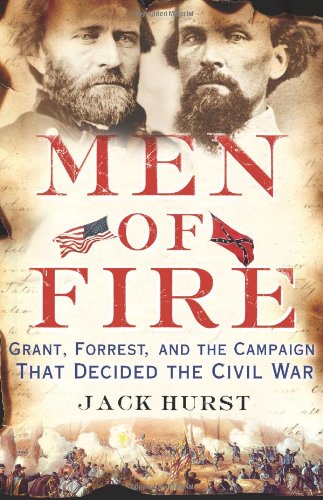 MEN
OF
FIRE
GRANT, FORREST, AND THE CAMPAIGN
THAT DECIDED THE CIVIL WAR
JACK HURST